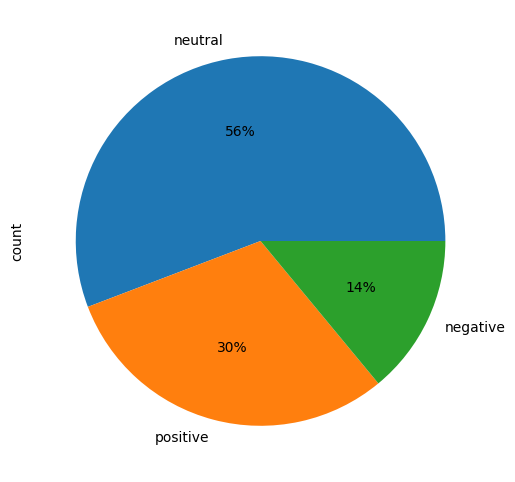 neutral
56%
count
14%
negative
30%
positive